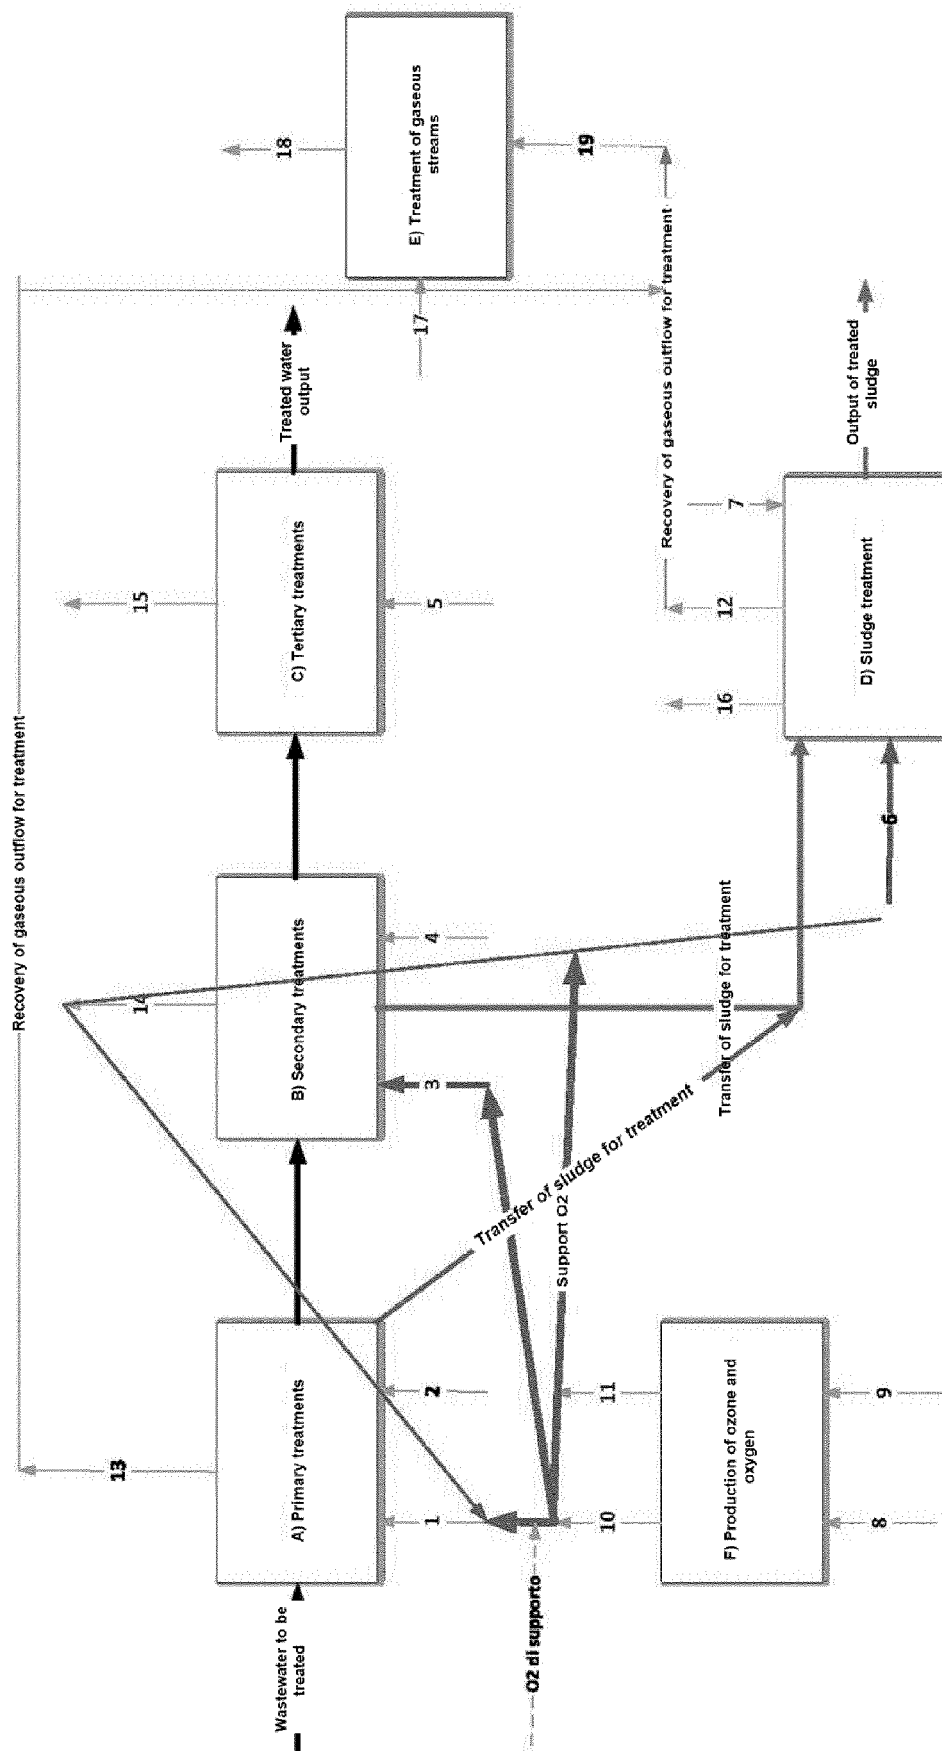 Recovery of gaseous outflow for treatment
13
14
15
18
Wastewater to be
treated
A) Primary treatments
B) Secondary treatments
C) Tertiary treatments
Treated water
output
E) Treatment of gaseous
streams
17
19
1
2
3
4
5
O2 di supporto
Support O2
Transfer of sludge for treatment
Transfer of sludge for treatment
Recovery of gaseous outflow for treatment
10
11
16
12
7
F) Production of ozone and
oxygen
D) Sludge treatment
Output of treated
sludge
6
8
9